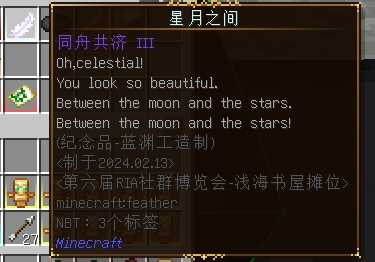 星月之间
同舟共济 III
Oh,celestial!
You look so beautiful.
Between the moon and the stars.
Between the moon and the stars!
(纪念品-蓝渊工造制)
<制于2024.02.13>
<第六届RIA社群博览会-浅海书屋摊位>
minecraft:feather
NBT: 3个标签
Minecraft
27